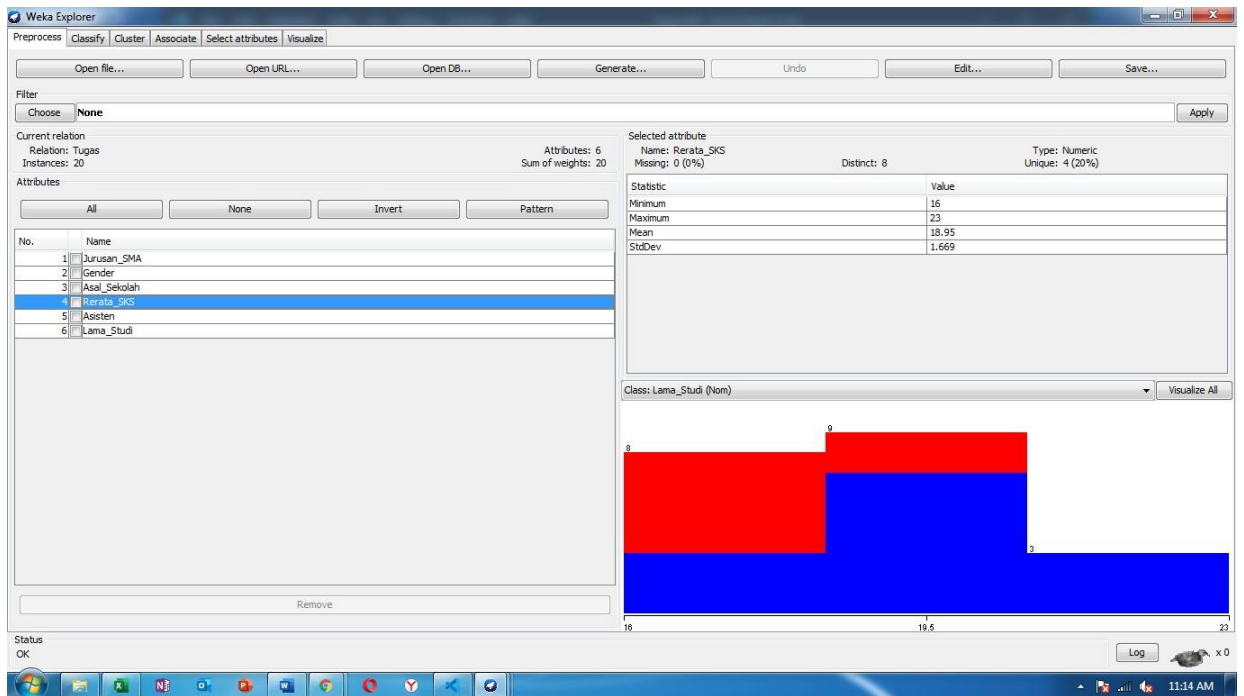 Weka Explorer
Preprocess Classify Cluster Associate Select attributes Visualize
Open file... Open URL... Open DB... Generate... Undo Edit... Save...
Filter
Choose None Apply
Current relation
Relation: Tugas Attributes: 6
Instances: 20 Sum of weights: 20
Selected attribute
Name: Rerata_SKS Type: Numeric
Missing: 0 (0%) Distinct: 8 Unique: 4 (20%)
Attributes
All None Invert Pattern
No. Name
1 Jurusan_SMA
2 Gender
3 Asal_Sekolah
4 Rerata_SKS
5 Asisten
6 Lama_Studi
Remove
Statistic Value
Minimum 16
Maximum 23
Mean 18.95
StdDev 1.669
Class: Lama_Studi (Nom) Visualize All
8
9
3
16 19.5 23
Status
OK
Log x 0
11:14 AM